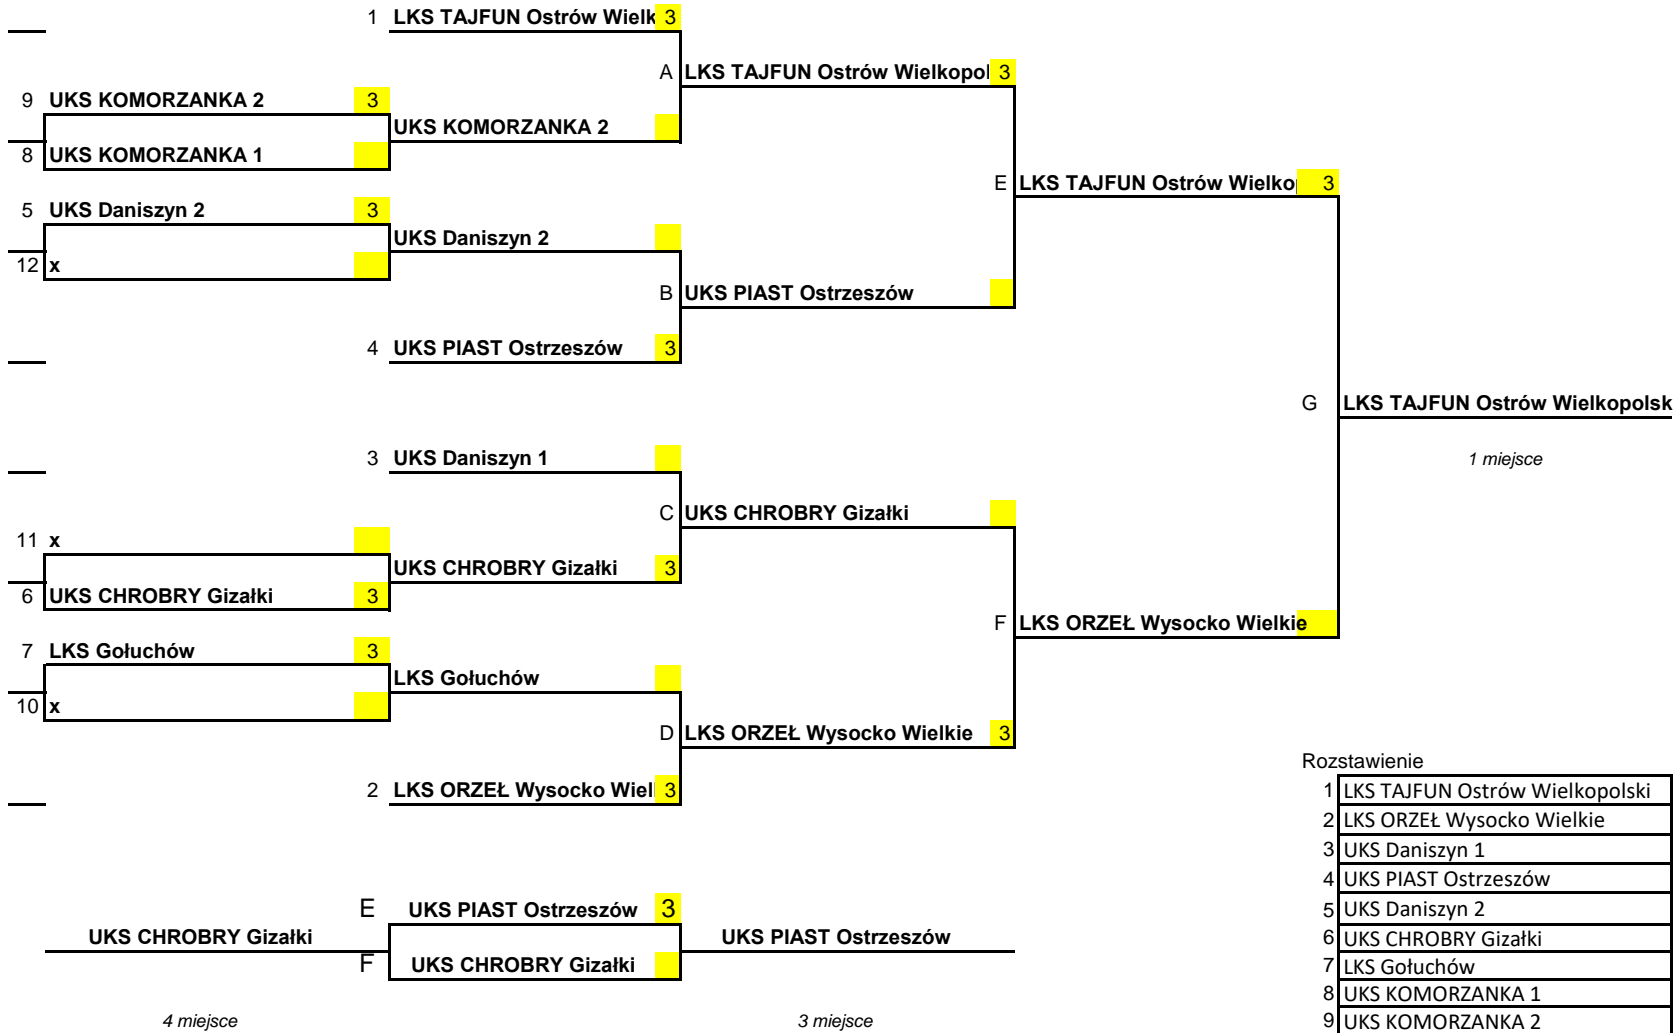 1 LKS TAJFUN Ostrów Wielk 3
A LKS TAJFUN Ostrów Wielkopol 3
9 UKS KOMORZANKA 2 3
UKS KOMORZANKA 2
8 UKS KOMORZANKA 1
E LKS TAJFUN Ostrów Wielko 3
5 UKS Daniszyn 2 3
UKS Daniszyn 2
12 x
B UKS PIAST Ostrzeszów
4 UKS PIAST Ostrzeszów 3
G LKS TAJFUN Ostrów Wielkopolsk
3 UKS Daniszyn 1
1 miejsce
C UKS CHROBRY Gizałki
11 x
UKS CHROBRY Gizałki 3
6 UKS CHROBRY Gizałki 3
F LKS ORZEŁ Wysocko Wielkie
7 LKS Gołuchów 3
LKS Gołuchów
10 x
D LKS ORZEŁ Wysocko Wielkie 3
2 LKS ORZEŁ Wysocko Wiel 3
Rozstawienie
1 LKS TAJFUN Ostrów Wielkopolski
2 LKS ORZEŁ Wysocko Wielkie
3 UKS Daniszyn 1
4 UKS PIAST Ostrzeszów
5 UKS Daniszyn 2
6 UKS CHROBRY Gizałki
7 LKS Gołuchów
8 UKS KOMORZANKA 1
9 UKS KOMORZANKA 2
E UKS PIAST Ostrzeszów 3
UKS CHROBRY Gizałki UKS PIAST Ostrzeszów
F UKS CHROBRY Gizałki
4 miejsce 3 miejsce